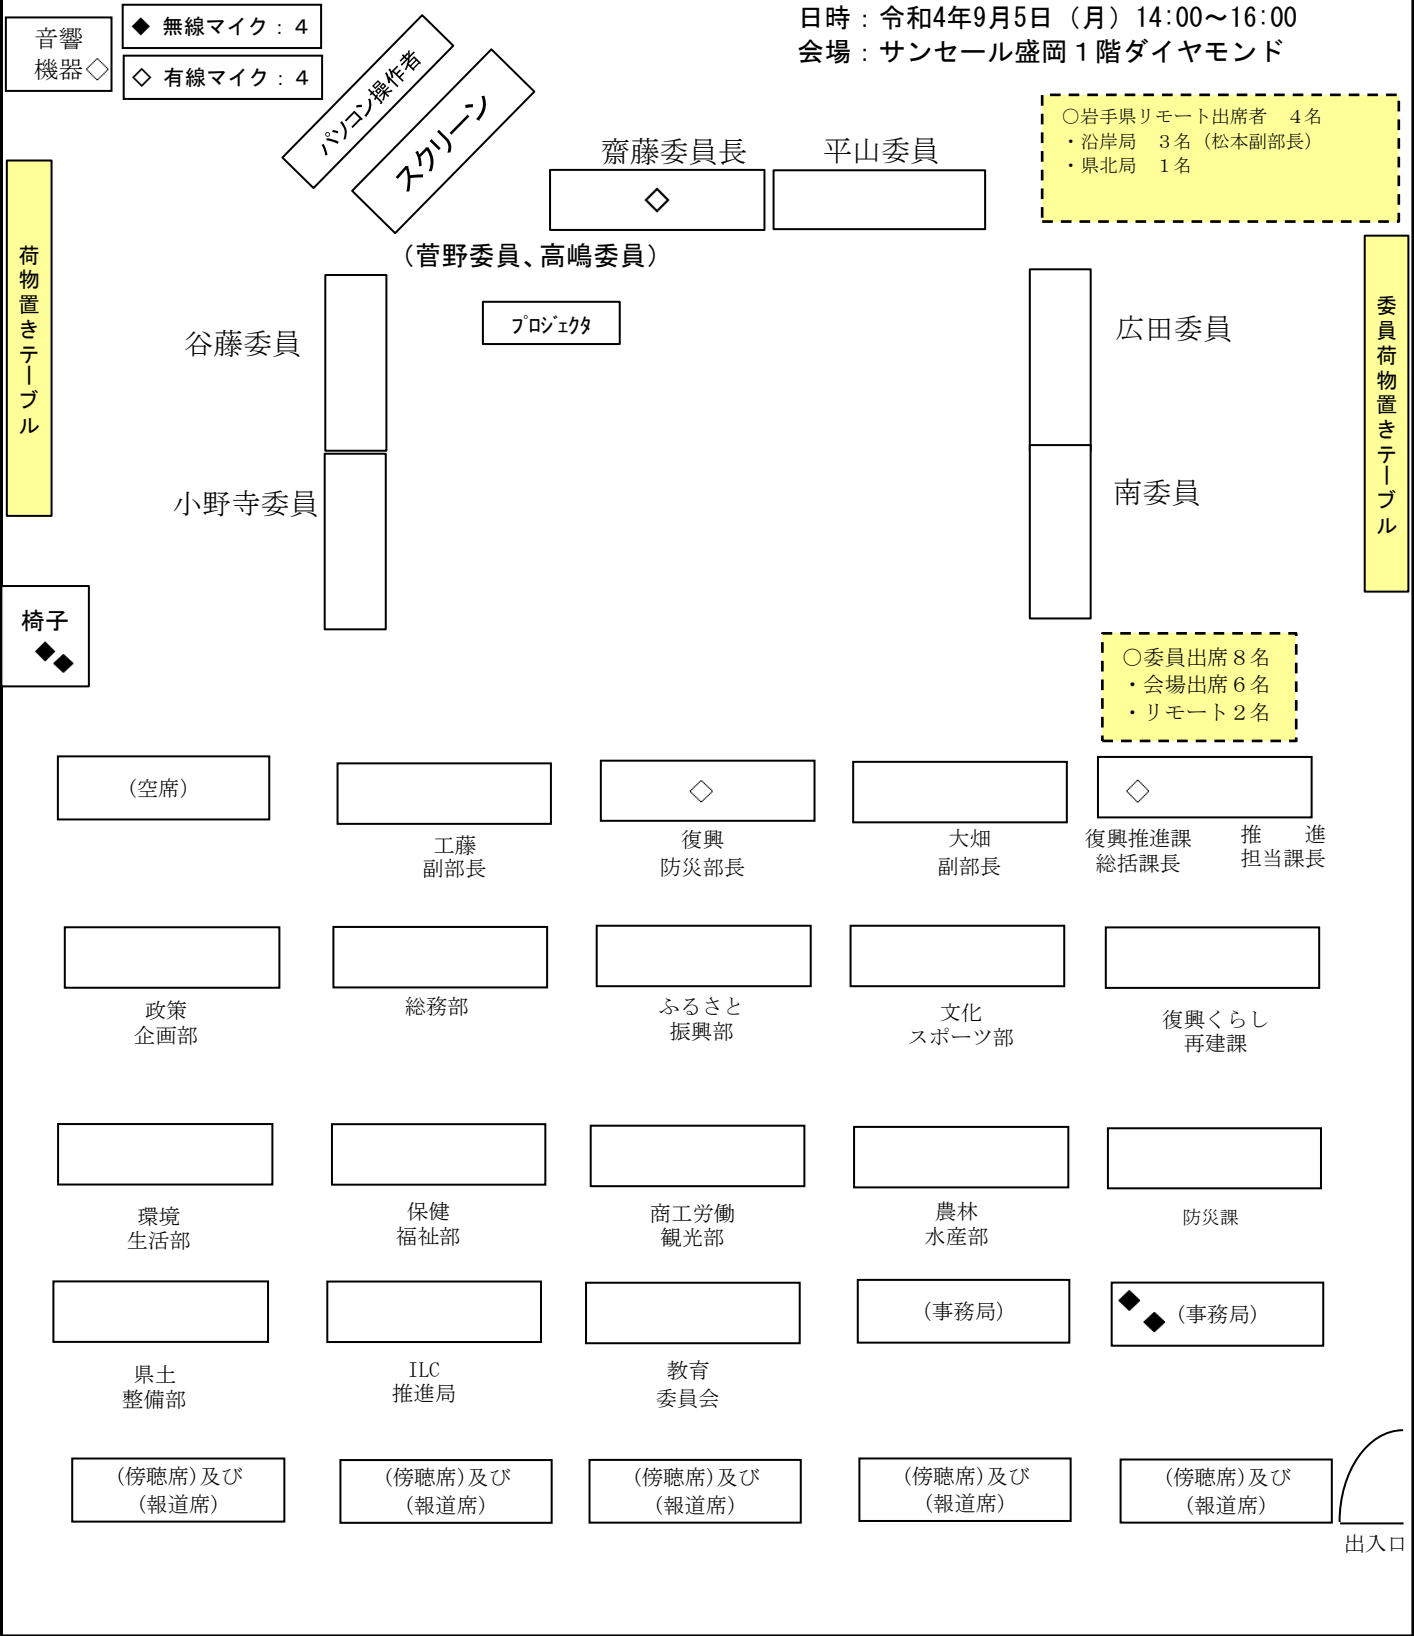 日時：令和4年9月5日（月）14:00～16:00
会場：サンセール盛岡１階ダイヤモンド
音響
機器◇
◆ 無線マイク：４
◇ 有線マイク：４
パソコン操作者
スクリーン
齋藤委員長
平山委員
◇
○岩手県リモート出席者　４名
・沿岸局　３名（松本副部長）
・県北局　１名
（菅野委員、高嶋委員）
荷物置きテーブル
委員荷物置きテーブル
谷藤委員
ﾌﾟﾛｼﾞｪｸﾀ
広田委員
小野寺委員
南委員
椅子
◆◆
○委員出席８名
・会場出席６名
・リモート２名
（空席）
◇
◇
工藤
副部長
復興
防災部長
大畑
副部長
復興推進課
総括課長
推　進
担当課長
政策
企画部
総務部
ふるさと
振興部
文化
スポーツ部
復興くらし
再建課
環境
生活部
保健
福祉部
商工労働
観光部
農林
水産部
防災課
（事務局）
◆◆（事務局）
県土
整備部
ILC
推進局
教育
委員会
（傍聴席）及び
（報道席）
（傍聴席）及び
（報道席）
（傍聴席）及び
（報道席）
（傍聴席）及び
（報道席）
（傍聴席）及び
（報道席）
出入口